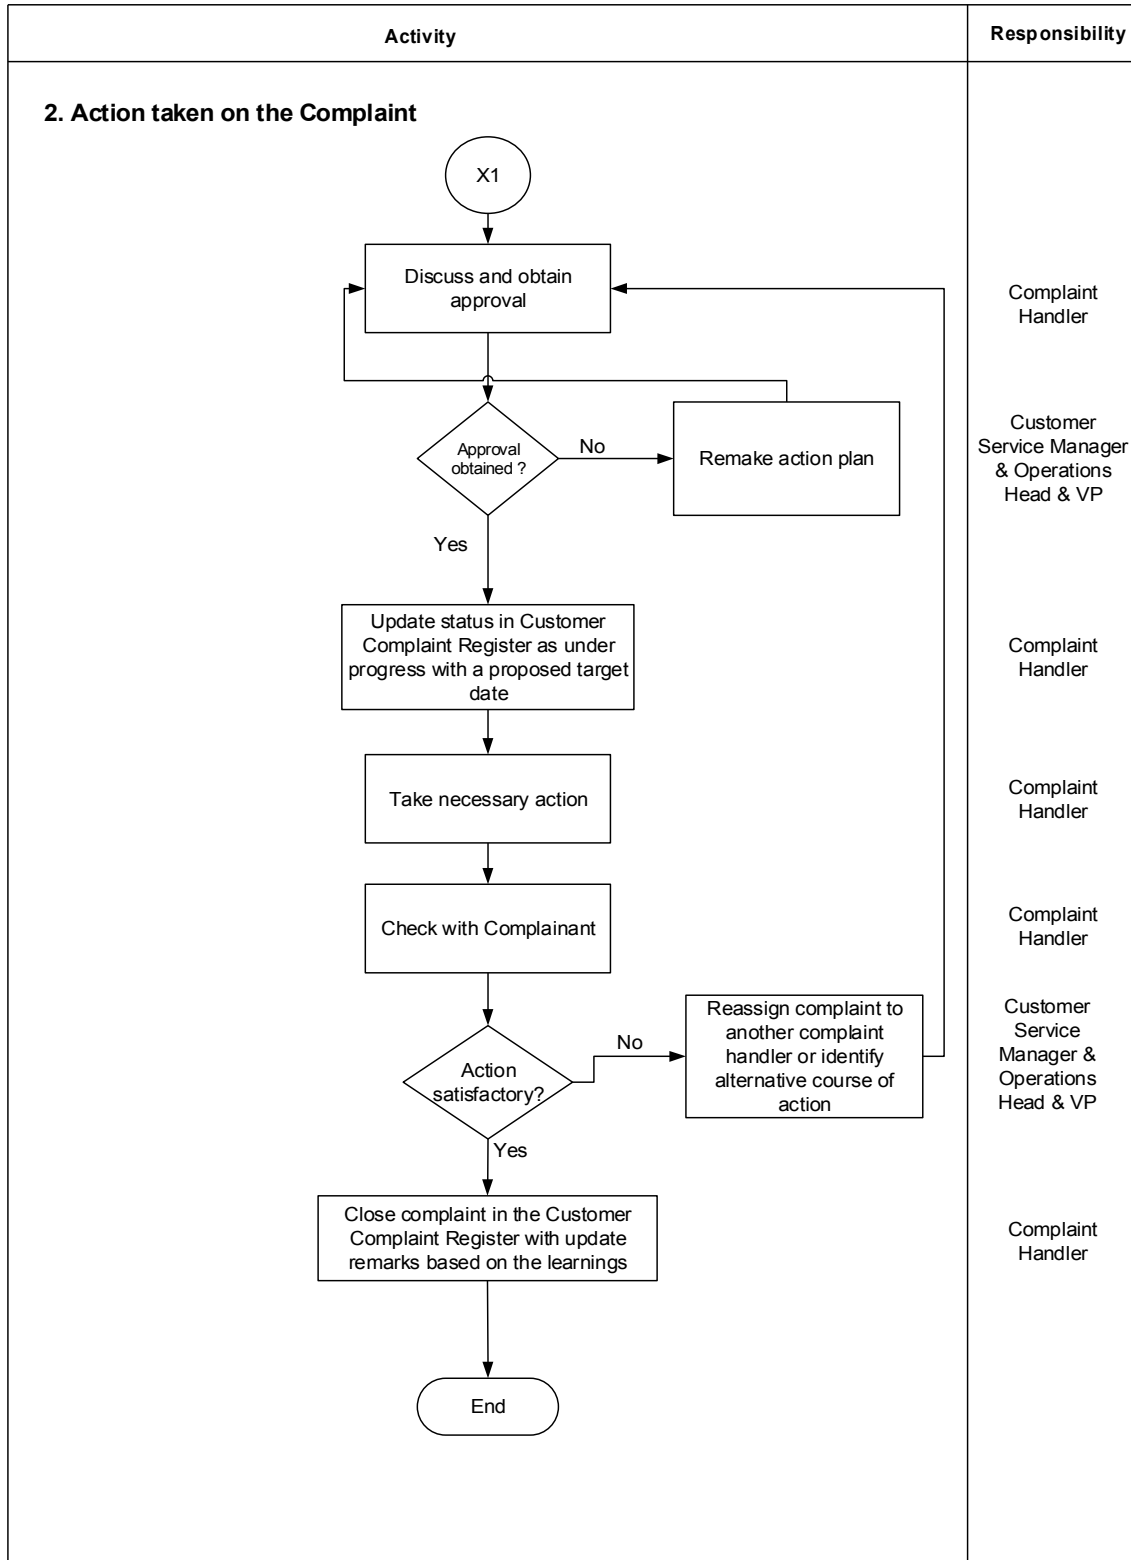 Activity
Responsibility
2. Action taken on the Complaint
X1
Discuss and obtain
approval
Complaint
Handler
Approval
obtained ?
No
Remake action plan
Customer
Service Manager
& Operations
Head & VP
Yes
Update status in Customer
Complaint Register as under
progress with a proposed target
date
Complaint
Handler
Take necessary action
Complaint
Handler
Check with Complainant
Complaint
Handler
Action
satisfactory?
No
Reassign complaint to
another complaint
handler or identify
alternative course of
action
Customer
Service
Manager &
Operations
Head & VP
Yes
Close complaint in the Customer
Complaint Register with update
remarks based on the learnings
Complaint
Handler
End